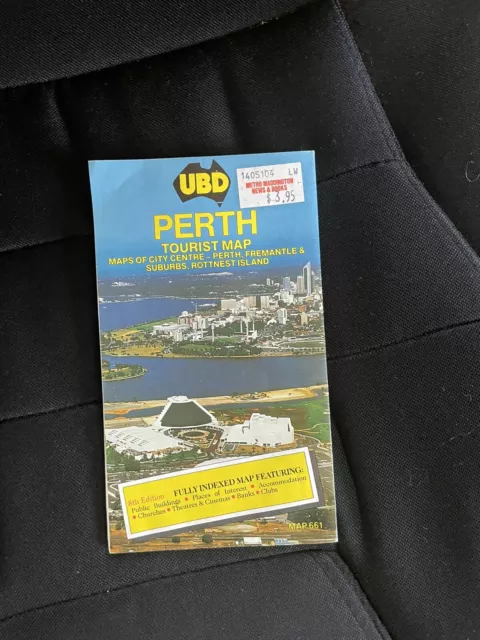 UBD
1405104 LW
METRO WADDINGTON
NEWS & BOOKS
$ 3.95
PERTH
TOURIST MAP
MAPS OF CITY CENTRE - PERTH, FREMANTLE &
SUBURBS, ROTTNEST ISLAND
8th Edition FULLY INDEXED MAP FEATURING:
Public Buildings • Places of Interest • Accommodation
• Churches • Theatres & Cinemas • Banks • Clubs
MAP 661